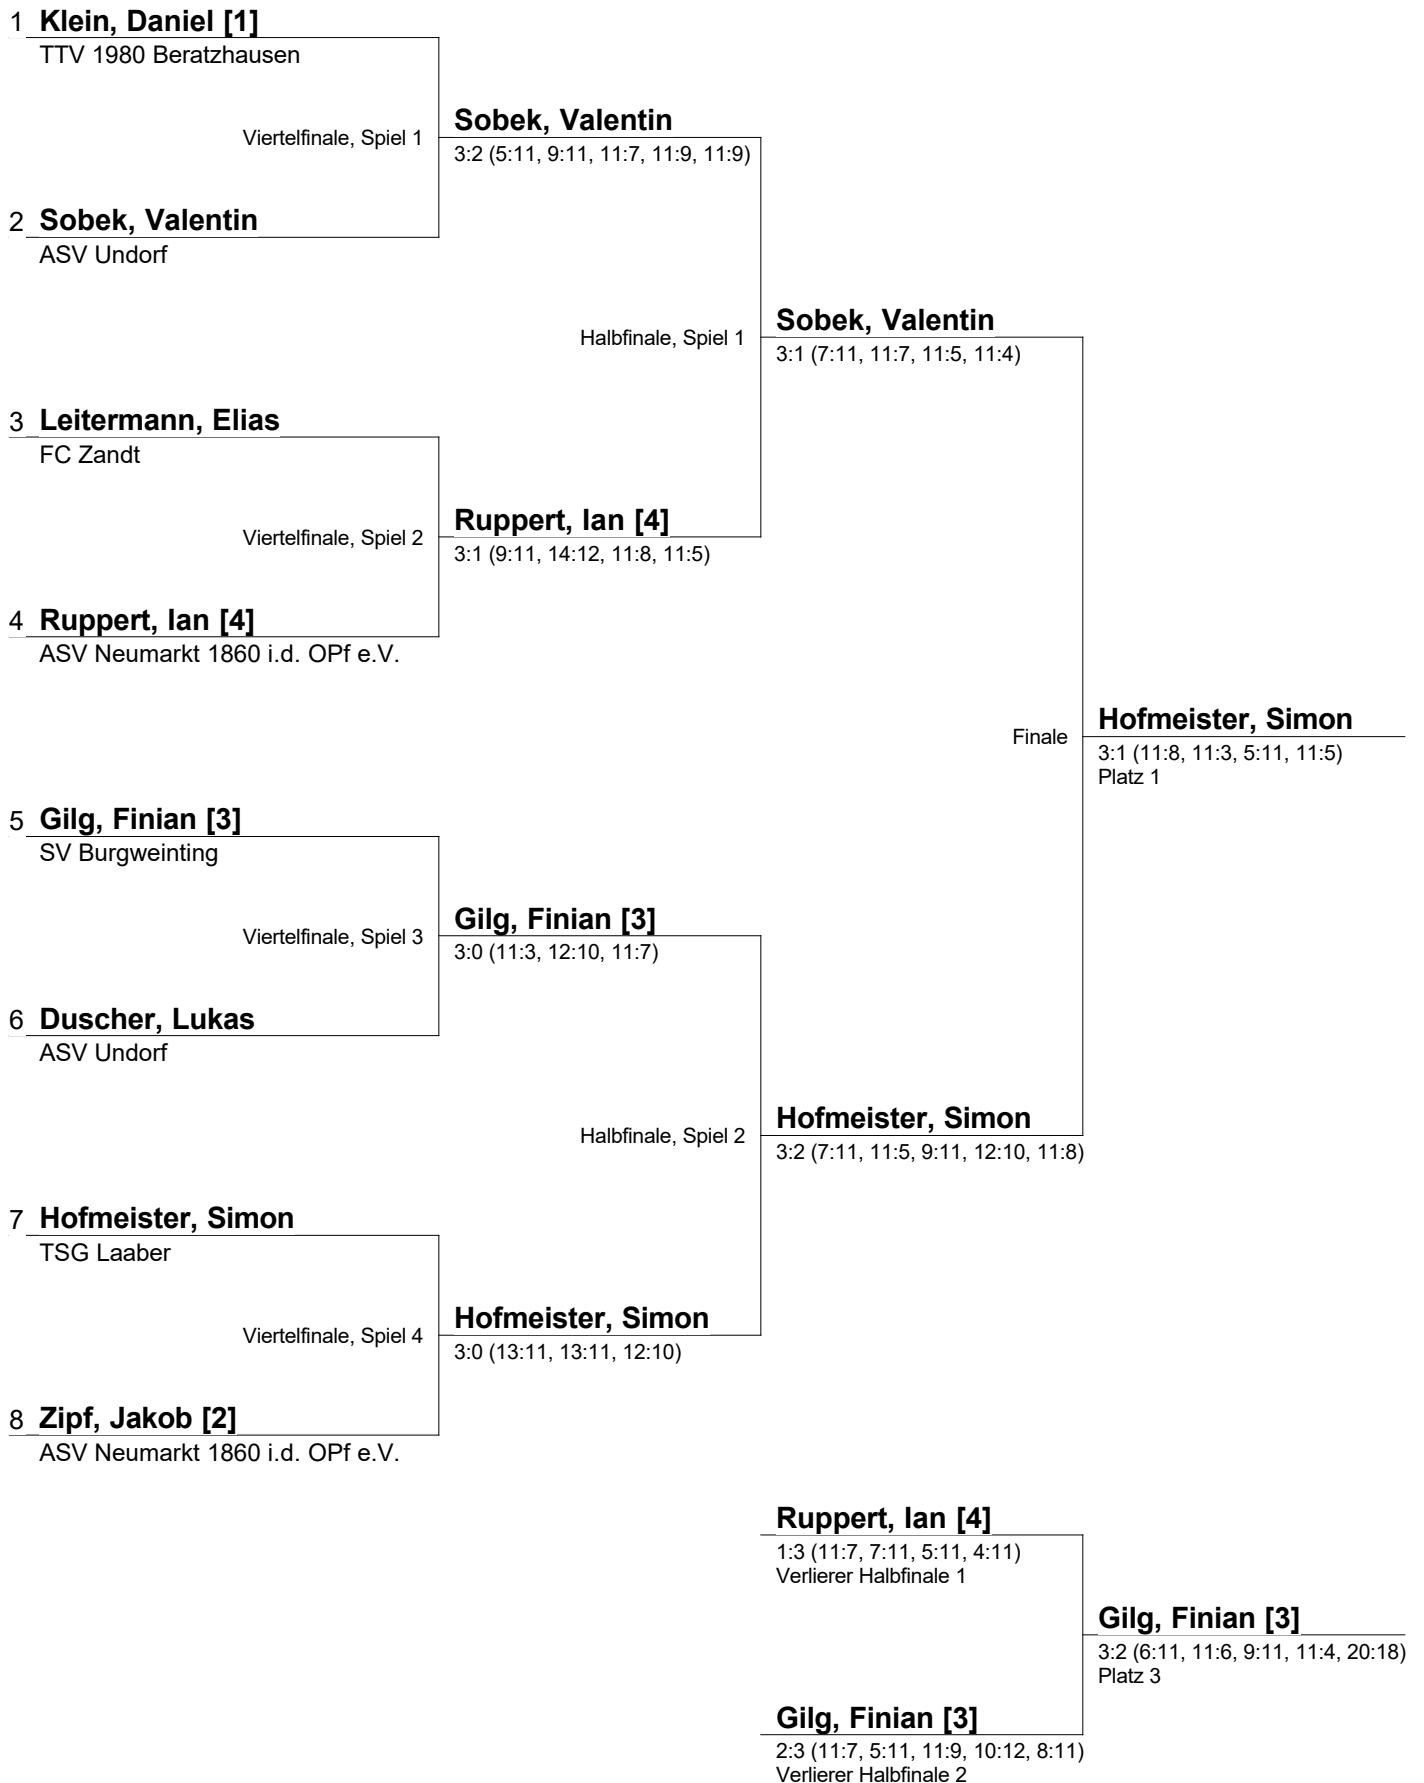 1 Klein, Daniel [1]
TTV 1980 Beratzhausen
Viertelfinale, Spiel 1
Sobek, Valentin
3:2 (5:11, 9:11, 11:7, 11:9, 11:9)
2 Sobek, Valentin
ASV Undorf
Halbfinale, Spiel 1
Sobek, Valentin
3:1 (7:11, 11:7, 11:5, 11:4)
3 Leitermann, Elias
FC Zandt
Viertelfinale, Spiel 2
Ruppert, Ian [4]
3:1 (9:11, 14:12, 11:8, 11:5)
4 Ruppert, Ian [4]
ASV Neumarkt 1860 i.d. OPf e.V.
Finale
Hofmeister, Simon
3:1 (11:8, 11:3, 5:11, 11:5)
Platz 1
5 Gilg, Finian [3]
SV Burgweinting
Viertelfinale, Spiel 3
Gilg, Finian [3]
3:0 (11:3, 12:10, 11:7)
6 Duscher, Lukas
ASV Undorf
Halbfinale, Spiel 2
Hofmeister, Simon
3:2 (7:11, 11:5, 9:11, 12:10, 11:8)
7 Hofmeister, Simon
TSG Laaber
Viertelfinale, Spiel 4
Hofmeister, Simon
3:0 (13:11, 13:11, 12:10)
8 Zipf, Jakob [2]
ASV Neumarkt 1860 i.d. OPf e.V.
Ruppert, Ian [4]
1:3 (11:7, 7:11, 5:11, 4:11)
Verlierer Halbfinale 1
Gilg, Finian [3]
3:2 (6:11, 11:6, 9:11, 11:4, 20:18)
Platz 3
Gilg, Finian [3]
2:3 (11:7, 5:11, 11:9, 10:12, 8:11)
Verlierer Halbfinale 2